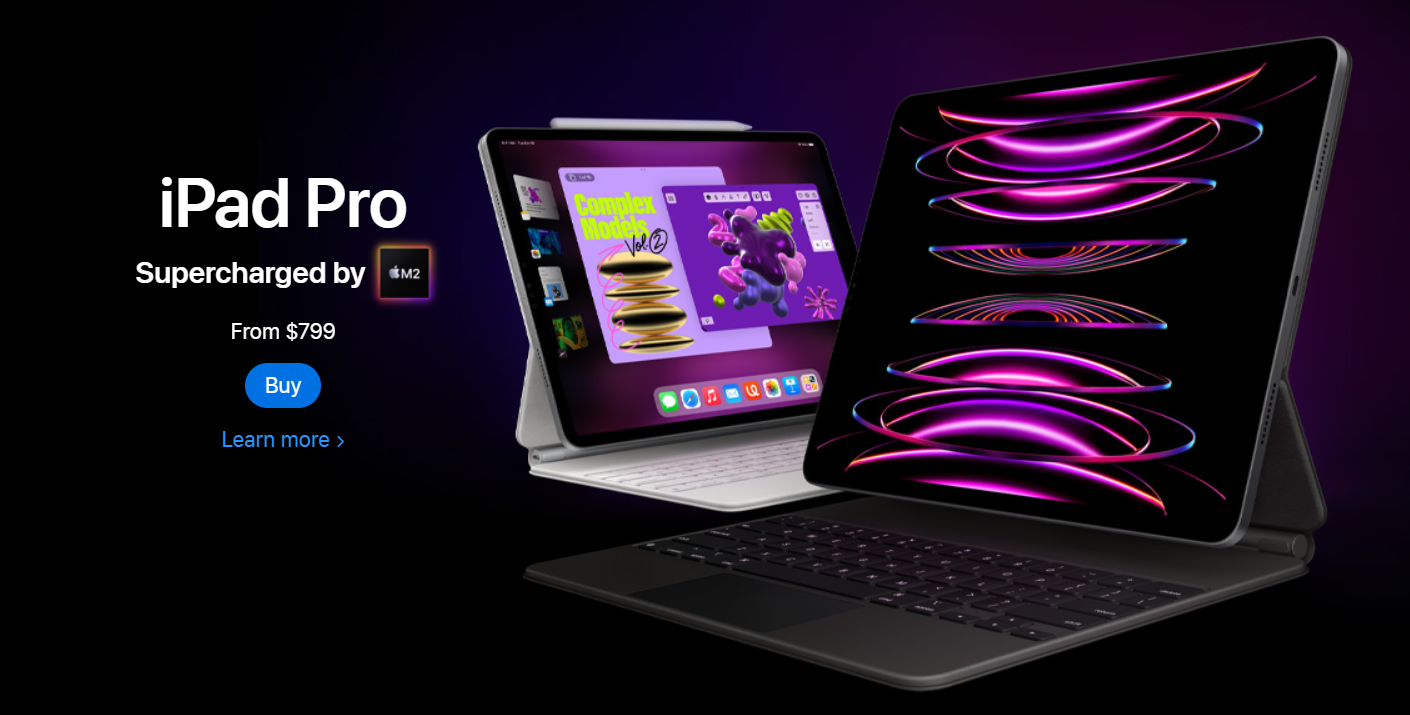 iPad Pro
Supercharged by M2
From $799
Buy
Learn more >
Complex
Models
Vol. 2